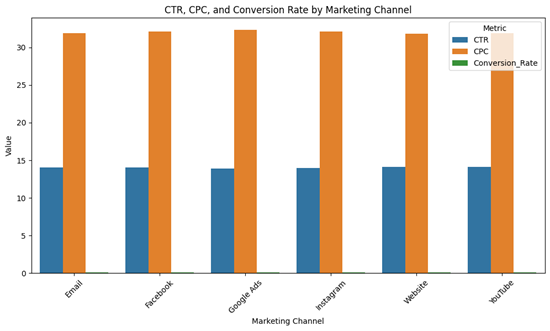 CTR, CPC, and Conversion Rate by Marketing Channel
Metric
CTR
CPC
Conversion_Rate
Value
30
25
20
15
10
5
0
Email
Facebook
Google Ads
Instagram
Website
YouTube
Marketing Channel